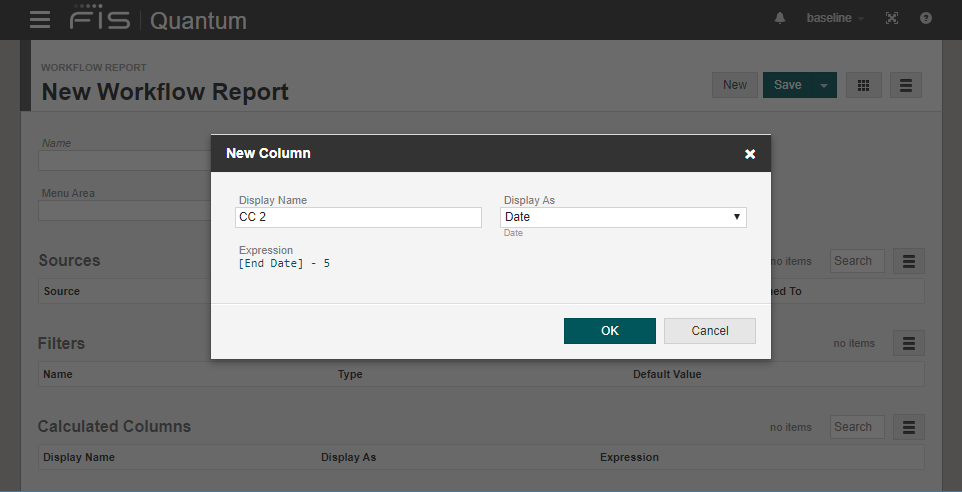 FIS Quantum
baseline
WORKFLOW REPORT
New Workflow Report
New
Save
Name
Menu Area
New Column
Display Name
Display As
CC 2
Date
Date
Expression
[End Date] - 5
OK
Cancel
Sources
no items
Search
Source
ed To
Filters
no items
Name
Type
Default Value
Calculated Columns
no items
Search
Display Name
Display As
Expression